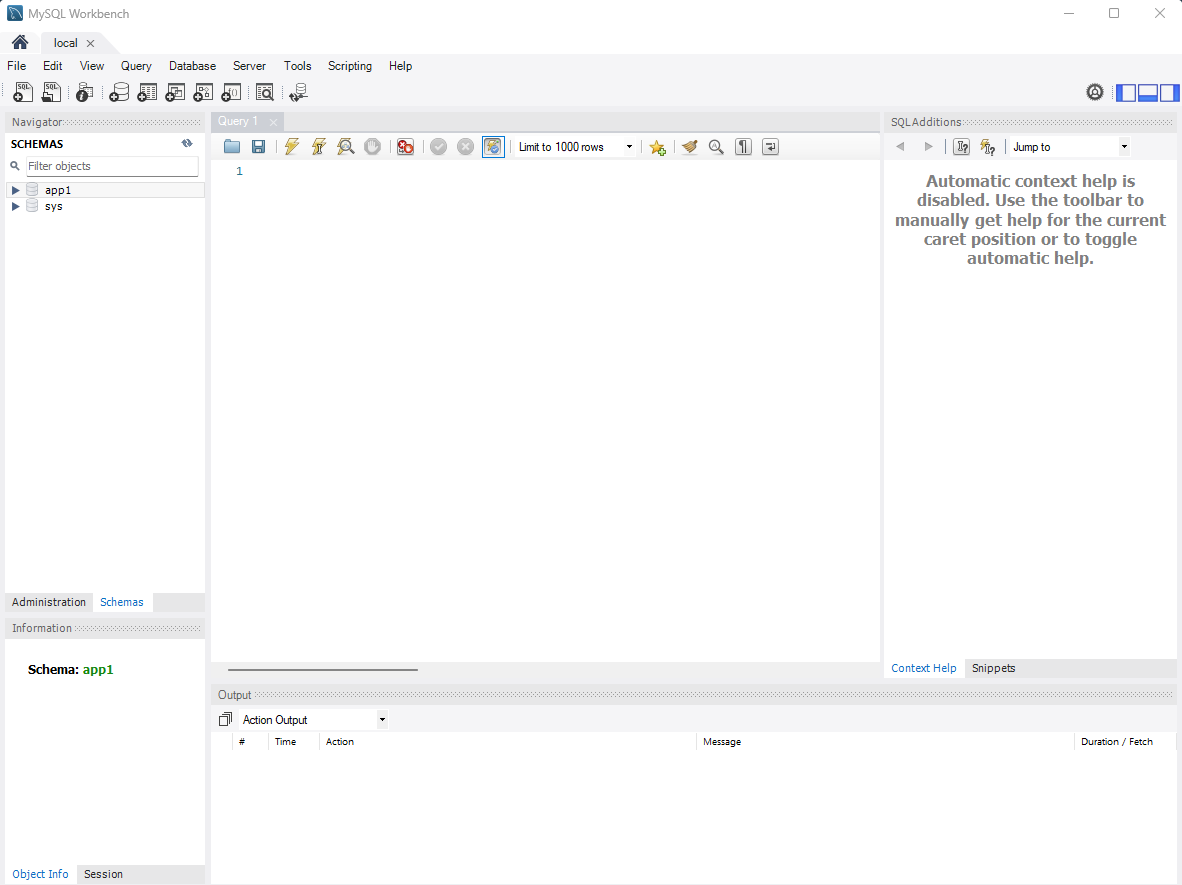 MySQL Workbench
local
File Edit View Query Database Server Tools Scripting Help
SQL SQL
Navigator
SCHEMAS
Filter objects
app1
sys
Administration Schemas
Information
Schema: app1
Object Info Session
Query 1
Limit to 1000 rows
1
SQLAdditions
Jump to
Automatic context help is
disabled. Use the toolbar to
manually get help for the current
caret position or to toggle
automatic help.
Context Help Snippets
Output
Action Output
# Time Action Message Duration / Fetch